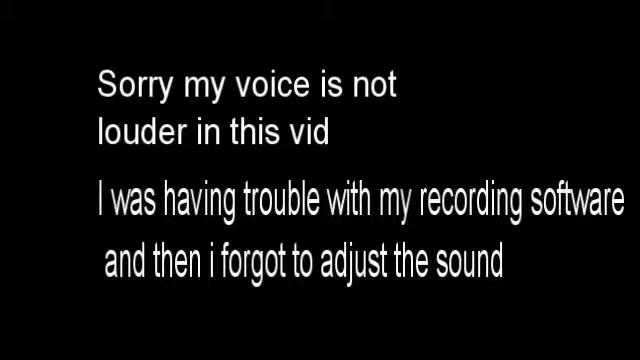 Sorry my voice is not
louder in this vid
I was having trouble with my recording software
and then i forgot to adjust the sound